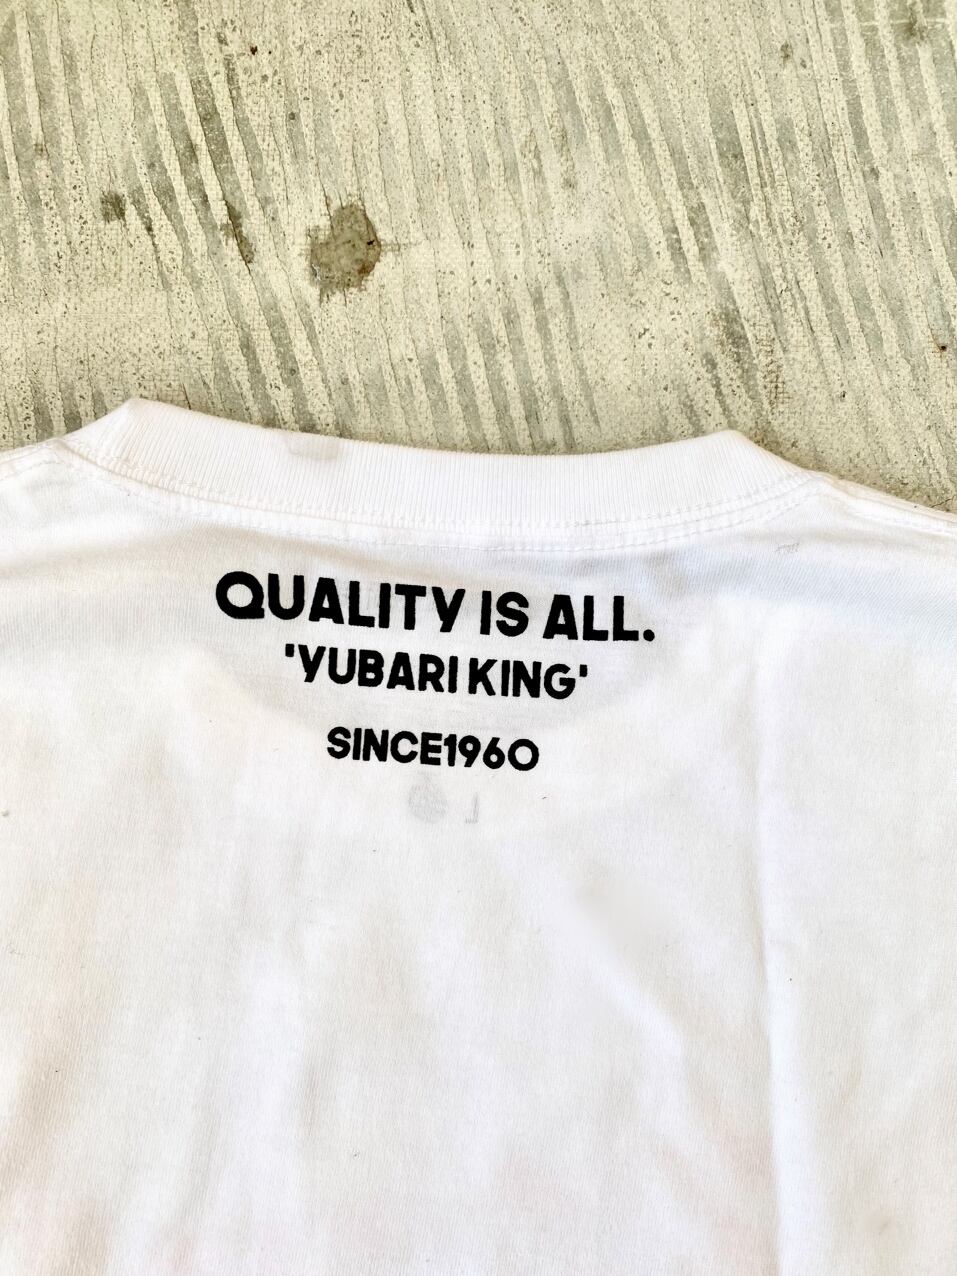 QUALITY IS ALL.
'YUBARI KING'
SINCE1960
L